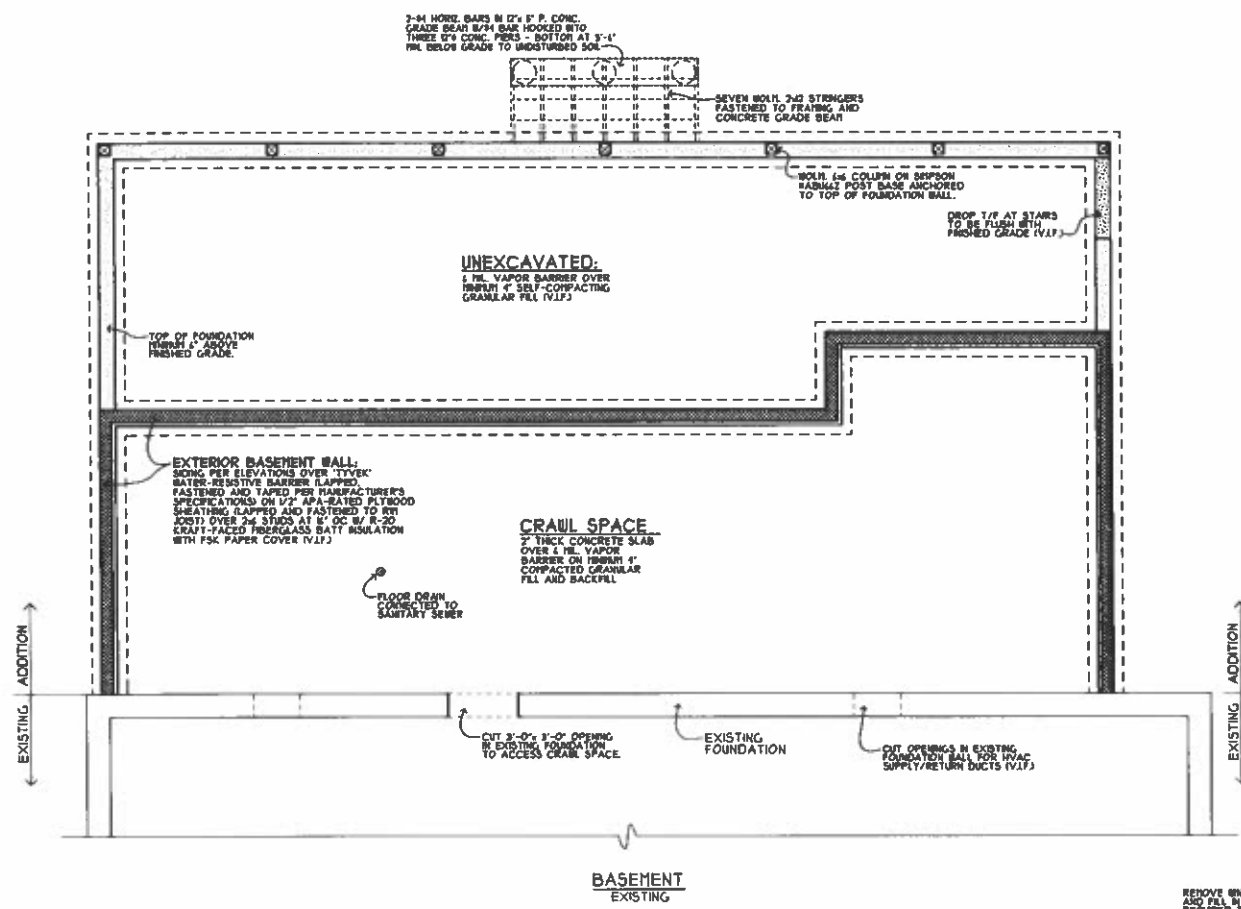 2-#4 HORIZ. BARS IN 12"x 8" P. CONC.
GRADE BEAM W/#4 BAR HOOKED INTO
THREE 12"φ CONC. PIERS - BOTTOM AT 3'-6"
MIN. BELOW GRADE TO UNDISTURBED SOIL
SEVEN WOLM. 2x12 STRINGERS
FASTENED TO FRAMING AND
CONCRETE GRADE BEAM
WOLM. 6x6 COLUMN ON SIMPSON
#ABU66Z POST BASE ANCHORED
TO TOP OF FOUNDATION WALL.
DROP T/F AT STAIRS
TO BE FLUSH WITH
FINISHED GRADE (V.I.F.)
UNEXCAVATED:
6 MIL. VAPOR BARRIER OVER
MINIMUM 4" SELF-COMPACTING
GRANULAR FILL (V.I.F.)
TOP OF FOUNDATION
MINIMUM 6" ABOVE
FINISHED GRADE.
EXTERIOR BASEMENT WALL:
SIDING PER ELEVATIONS OVER 'TYVEK'
WATER-RESISTIVE BARRIER (LAPPED,
FASTENED AND TAPED PER MANUFACTURER'S
SPECIFICATIONS) ON 1/2" APA-RATED PLYWOOD
SHEATHING (LAPPED AND FASTENED TO RIM
JOIST) OVER 2x6 STUDS AT 16" OC W/ R-20
KRAFT-FACED FIBERGLASS BATT INSULATION
WITH FSK PAPER COVER (V.I.F.)
CRAWL SPACE
2" THICK CONCRETE SLAB
OVER 6 MIL. VAPOR
BARRIER ON MINIMUM 4"
COMPACTED GRANULAR
FILL AND BACKFILL
FLOOR DRAIN
CONNECTED TO
SANITARY SEWER
ADDITION
EXISTING
ADDITION
EXISTING
CUT 3'-0"x 3'-0" OPENING
IN EXISTING FOUNDATION
TO ACCESS CRAWL SPACE.
EXISTING
FOUNDATION
CUT OPENINGS IN EXISTING
FOUNDATION WALL FOR HVAC
SUPPLY/RETURN DUCTS (V.I.F.)
BASEMENT
EXISTING
REMOVE
AND FILL